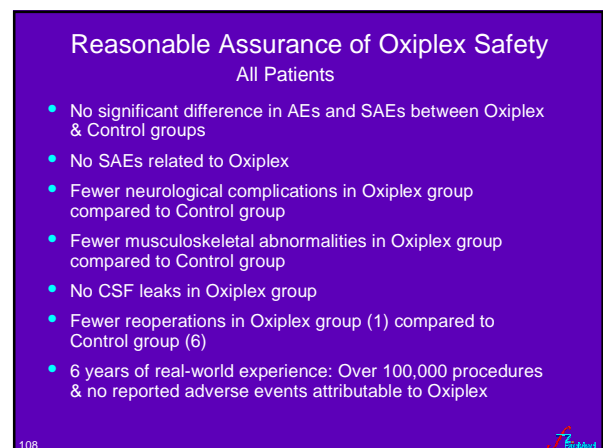 Reasonable Assurance of Oxiplex Safety
All Patients
• No significant difference in AEs and SAEs between Oxiplex
& Control groups
• No SAEs related to Oxiplex
• Fewer neurological complications in Oxiplex group
compared to Control group
• Fewer musculoskeletal abnormalities in Oxiplex group
compared to Control group
• No CSF leaks in Oxiplex group
• Fewer reoperations in Oxiplex group (1) compared to
Control group (6)
• 6 years of real-world experience: Over 100,000 procedures
& no reported adverse events attributable to Oxiplex
108